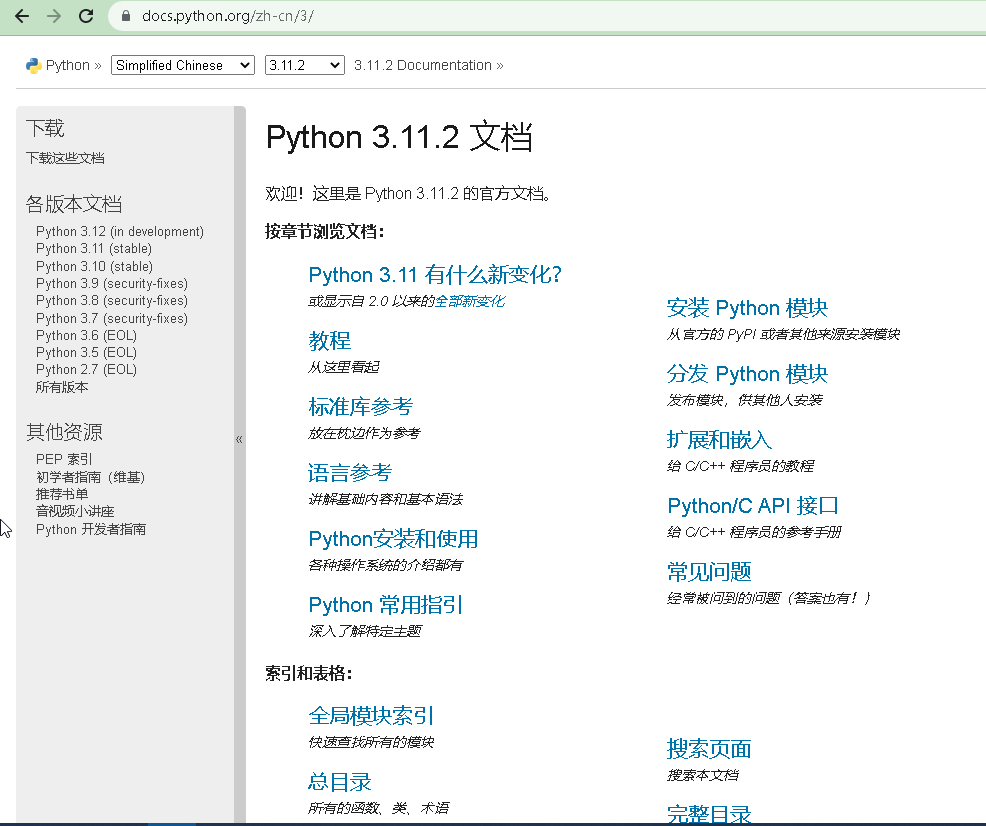 docs.python.org/zh-cn/3/
Python » Simplified Chinese 3.11.2 3.11.2 Documentation »
下载
下载这些文档
各版本文档
Python 3.12 (in development)
Python 3.11 (stable)
Python 3.10 (stable)
Python 3.9 (security-fixes)
Python 3.8 (security-fixes)
Python 3.7 (security-fixes)
Python 3.6 (EOL)
Python 3.5 (EOL)
Python 2.7 (EOL)
所有版本
其他资源
PEP 索引
初学者指南（维基）
推荐书单
音视频小讲座
Python 开发者指南
«
Python 3.11.2 文档
欢迎！这里是 Python 3.11.2 的官方文档。
按章节浏览文档：
Python 3.11 有什么新变化？
或显示自 2.0 以来的全部新变化
教程
从这里看起
标准库参考
放在枕边作为参考
语言参考
讲解基础内容和基本语法
Python安装和使用
各种操作系统的介绍都有
Python 常用指引
深入了解特定主题
安装 Python 模块
从官方的 PyPI 或者其他来源安装模块
分发 Python 模块
发布模块，供其他人安装
扩展和嵌入
给 C/C++ 程序员的教程
Python/C API 接口
给 C/C++ 程序员的参考手册
常见问题
经常被问到的问题（答案也有！）
索引和表格：
全局模块索引
快速查找所有的模块
总目录
所有的函数、类、术语
搜索页面
搜索本文档
完整目录